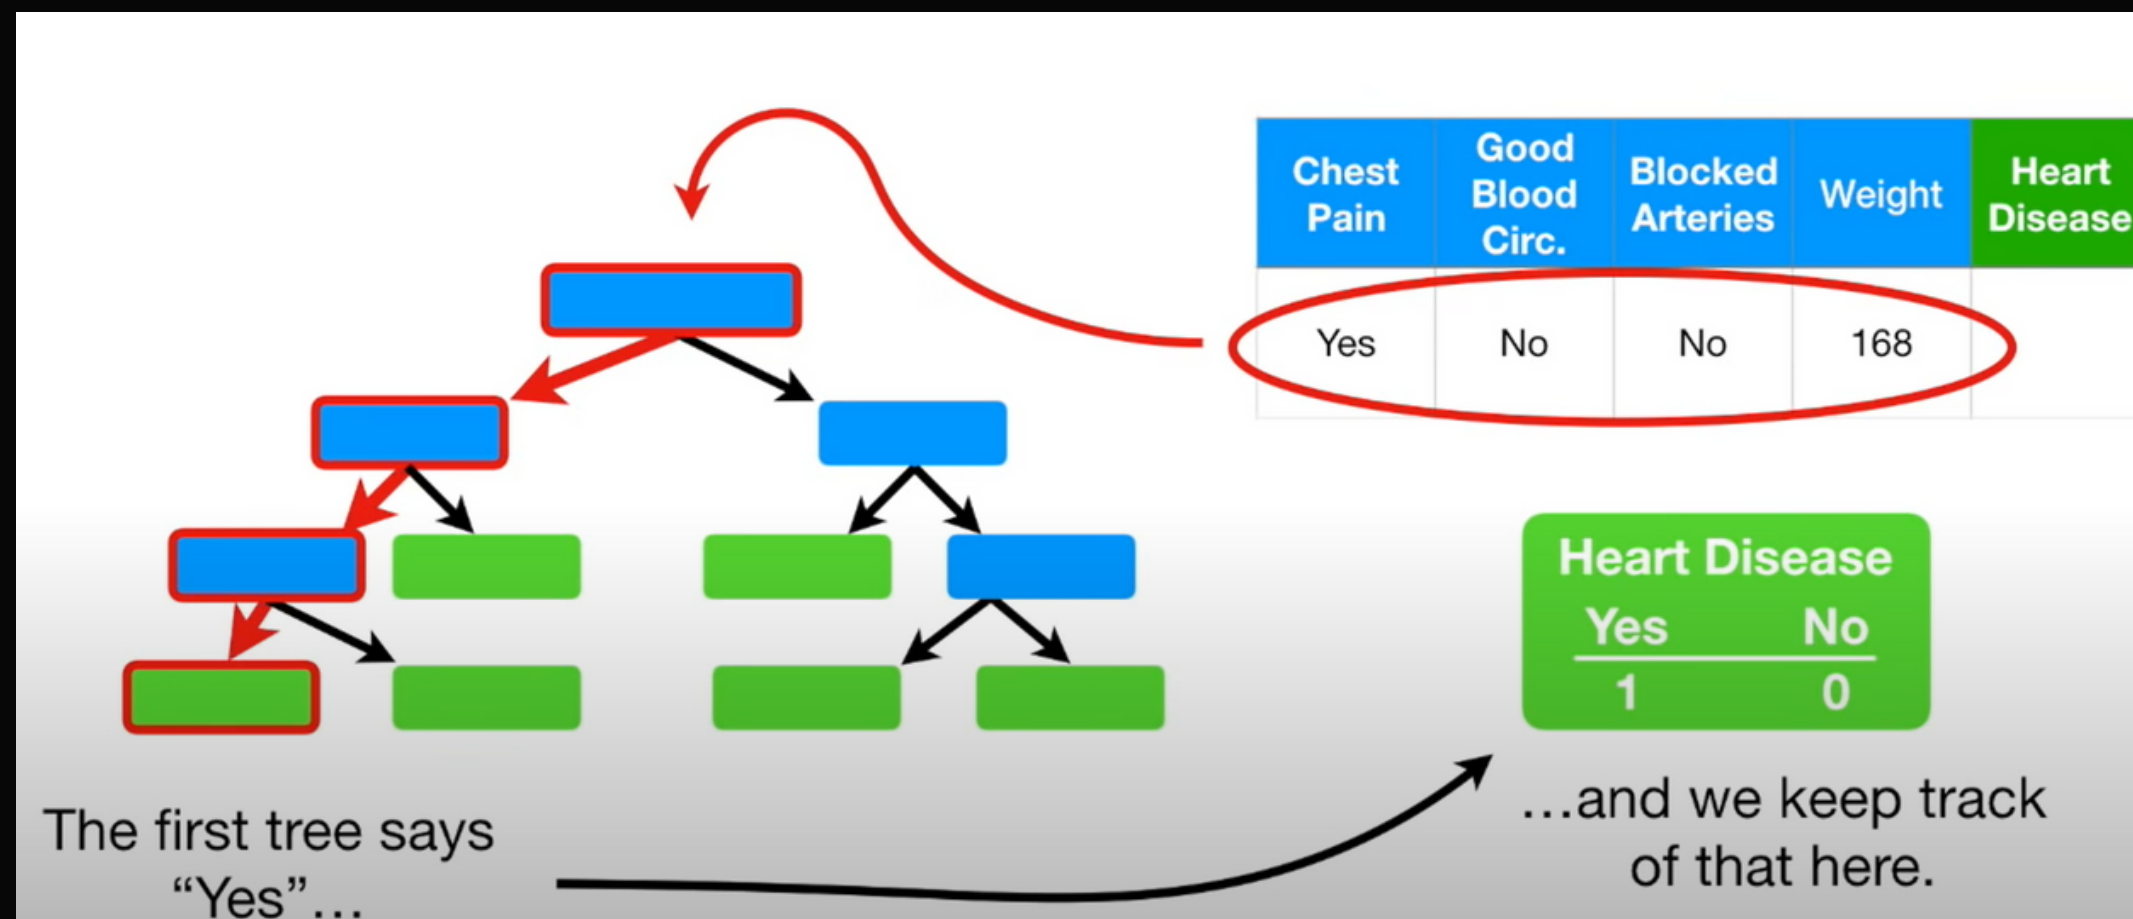 Chest
Pain
Good
Blood
Circ.
Blocked
Arteries
Weight
Heart
Disease
Yes
No
No
168
Heart Disease
Yes No
1 0
The first tree says
“Yes”…
…and we keep track
of that here.